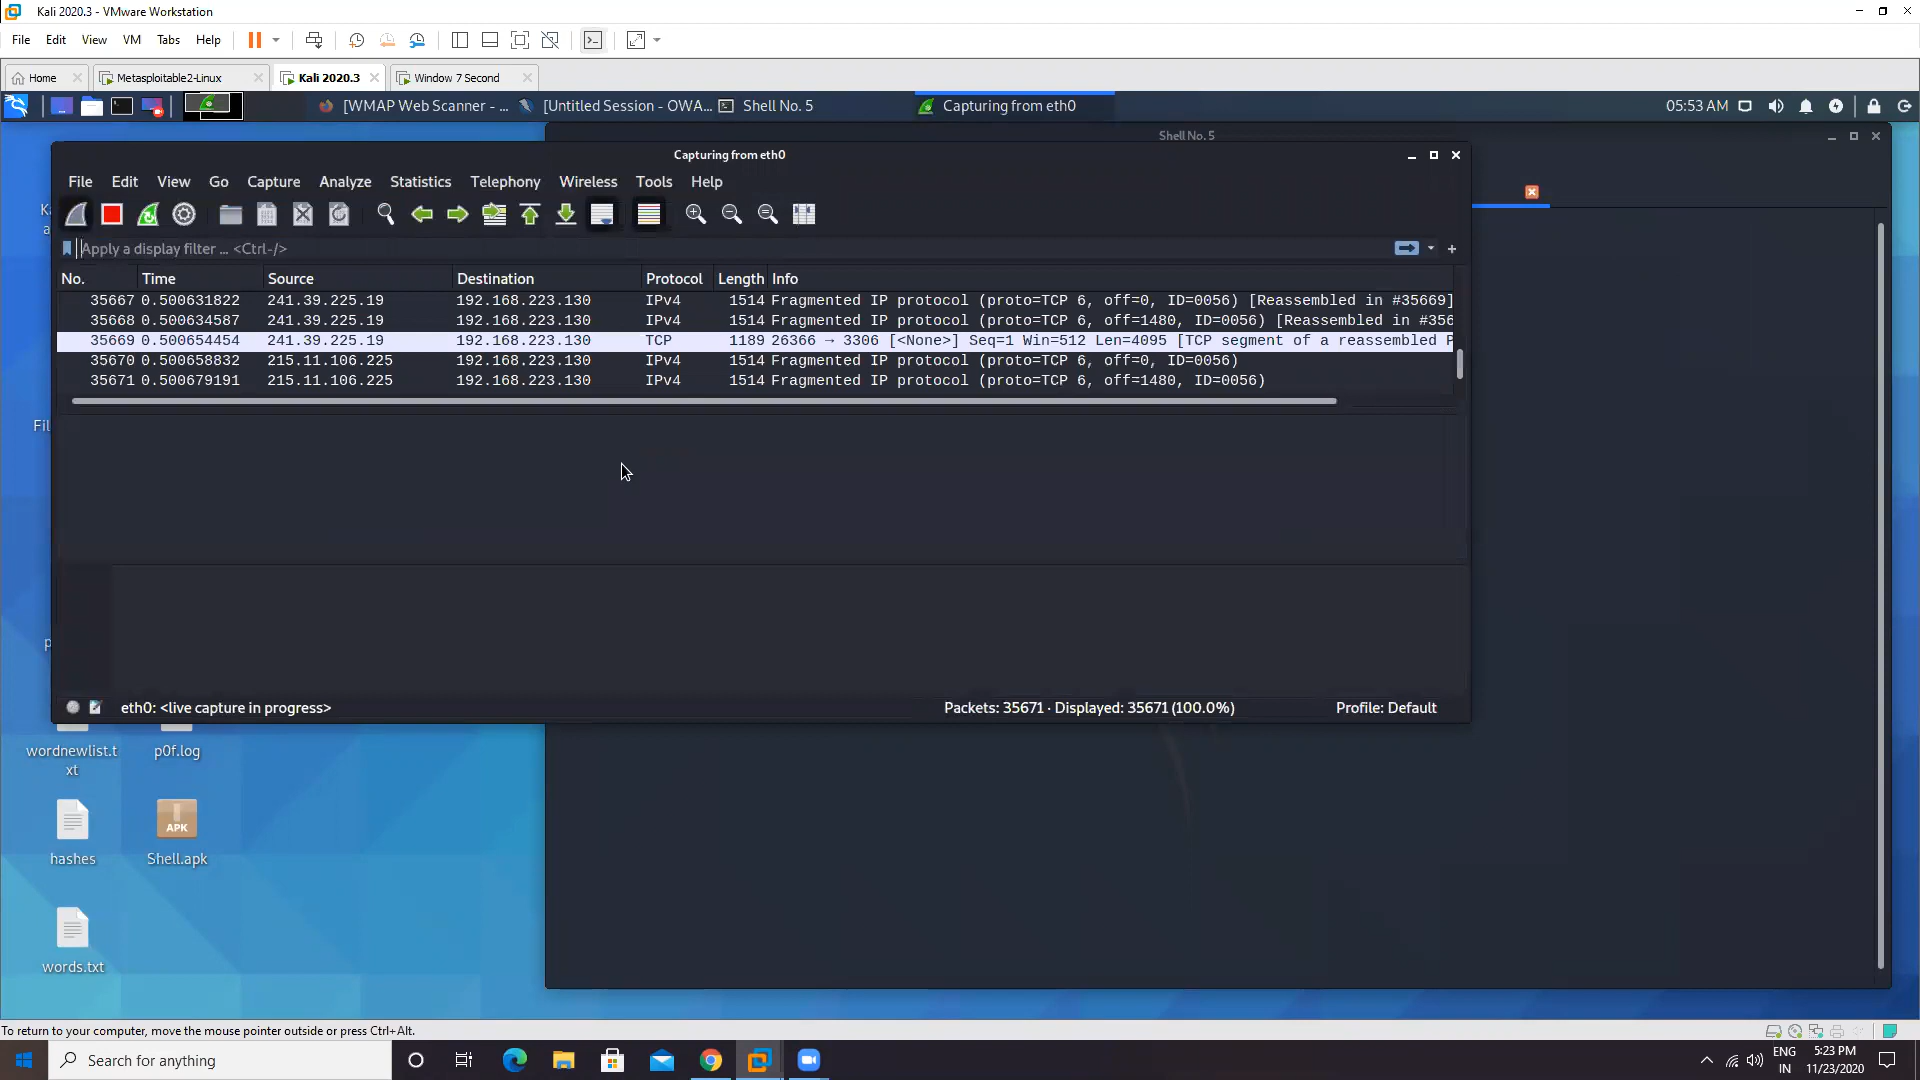 Kali 2020.3 - VMware Workstation
File Edit View VM Tabs Help
Home Metasploitable2-Linux Kali 2020.3 Window 7 Second
[WMAP Web Scanner - ... [Untitled Session - OWA... Shell No. 5 Capturing from eth0 05:53 AM
Shell No. 5
Capturing from eth0
File Edit View Go Capture Analyze Statistics Telephony Wireless Tools Help
Apply a display filter ... <Ctrl-/>
No. Time Source Destination Protocol Length Info
35667 0.500631822 241.39.225.19 192.168.223.130 IPv4 1514 Fragmented IP protocol (proto=TCP 6, off=0, ID=0056) [Reassembled in #35669]
35668 0.500634587 241.39.225.19 192.168.223.130 IPv4 1514 Fragmented IP protocol (proto=TCP 6, off=1480, ID=0056) [Reassembled in #356
35669 0.500654454 241.39.225.19 192.168.223.130 TCP 1189 26366 → 3306 [<None>] Seq=1 Win=512 Len=4095 [TCP segment of a reassembled P
35670 0.500658832 215.11.106.225 192.168.223.130 IPv4 1514 Fragmented IP protocol (proto=TCP 6, off=0, ID=0056)
35671 0.500679191 215.11.106.225 192.168.223.130 IPv4 1514 Fragmented IP protocol (proto=TCP 6, off=1480, ID=0056)
Fil
eth0: <live capture in progress> Packets: 35671 · Displayed: 35671 (100.0%) Profile: Default
wordnewlist.t
xt
p0f.log
APK
hashes
Shell.apk
words.txt
To return to your computer, move the mouse pointer outside or press Ctrl+Alt.
Search for anything
ENG
IN
5:23 PM
11/23/2020